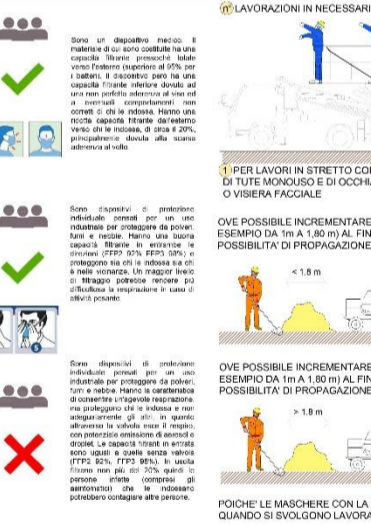 Sono un dispositivo medico. Il
materiale di cui sono costituite ha una
capacità filtrante pressoché totale
verso l'esterno (superiore al 95% per
i batteri. Il dispositivo però ha una
capacità filtrante inferiore dovuto ad
una non perfetta aderenza al viso ed
a eventuali comportamenti non
corretti di chi le indossa. Hanno una
ridotta capacità filtrante dall'esterno
verso chi le indossa, di circa il 20%,
principalmente dovuta alla scarsa
aderenza al volto.
Sono dispositivi di protezione
individuale pensati per un uso
industriale per proteggere da polveri,
fumi e nebbie. Hanno una buona
capacità filtrante in entrambe le
direzioni (FFP2 92% FFP3 98%) e
proteggono sia chi le indossa sia chi
è nelle vicinanze. Un maggior livello
di filtraggio potrebbe rendere più
difficoltosa la respirazione in caso di
attività pesante
Sono dispositivi di protezione
individuale pensati per un uso
industriale per proteggere da polveri,
fumi e nebbie. Hanno la caratteristica
di consentire un'agevole respirazione,
ma proteggono chi le indossa e non
adeguatamente gli altri, in quanto
attraverso la valvola esce il respiro,
con potenziale emissione di aerosol e
droplet. Le capacità filtranti in entrata
sono uguali a quelle senza valvola
(FFP2 92%, FFP3 98%). In uscita
filtrano non più del 20% quindi le
persone infette (compresi gli
asintomatici) che le indossano
potrebbero contagiare altre persone.
n° LAVORAZIONI IN NECESSARI
1 PER LAVORI IN STRETTO CO
DI TUTE MONOUSO E DI OCCHI
O VISIERA FACCIALE
OVE POSSIBILE INCREMENTARE
ESEMPIO DA 1m A 1,80 m) AL FIN
POSSIBILITA' DI PROPAGAZIONE
< 1.8 m
OVE POSSIBILE INCREMENTARE
ESEMPIO DA 1m A 1,80 m) AL FIN
POSSIBILITA' DI PROPAGAZIONE
> 1.8 m
POICHE' LE MASCHERE CON LA
QUANDO SI SVOLGONO LAVORA